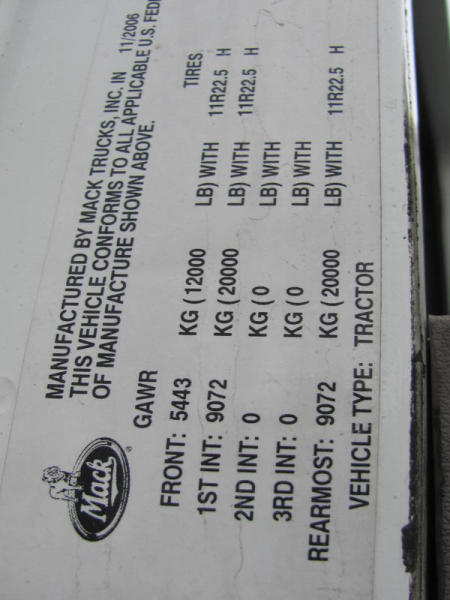 MANUFACTURED BY MACK TRUCKS, INC. IN 11/2006
THIS VEHICLE CONFORMS TO ALL APPLICABLE U.S.
OF MANUFACTURE SHOWN ABOVE.
Mack
GAWR TIRES
FRONT: 5443 KG (12000 LB) WITH 11R22.5 H
1ST INT: 9072 KG (20000 LB) WITH 11R22.5 H
2ND INT: 0 KG (0 LB) WITH
3RD INT: 0 KG (0 LB) WITH
REARMOST: 9072 KG (20000 LB) WITH 11R22.5 H
VEHICLE TYPE: TRACTOR